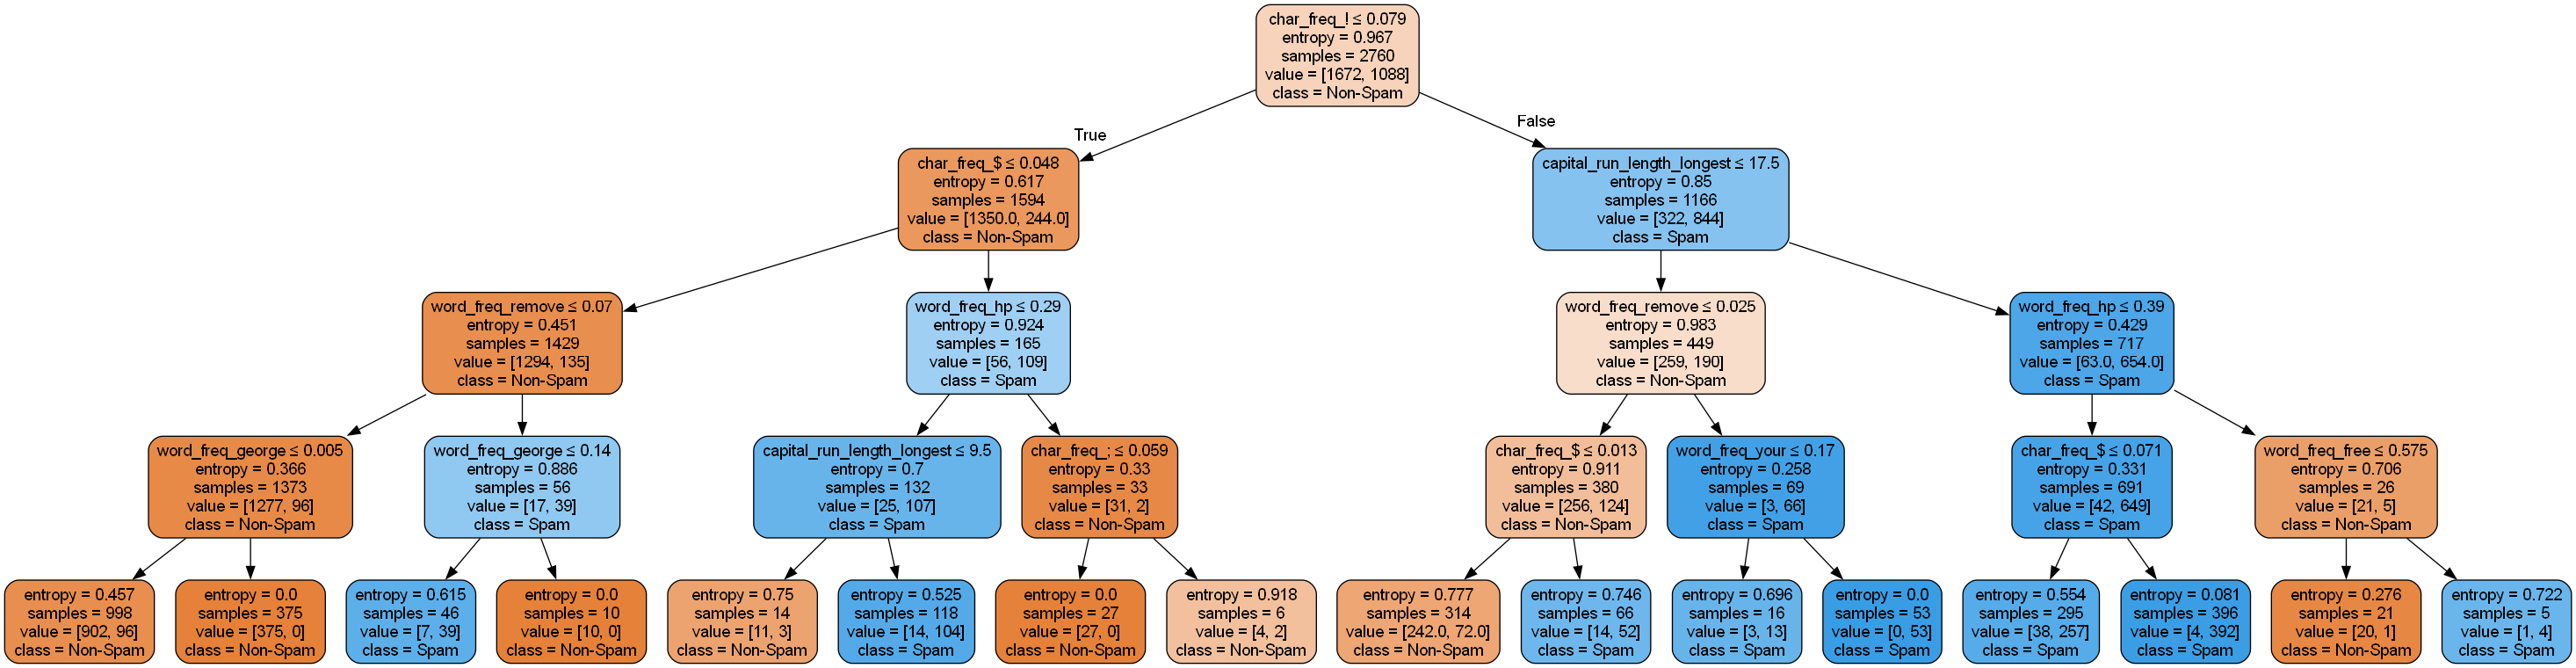 char_freq_! ≤ 0.079
entropy = 0.967
samples = 2760
value = [1672, 1088]
class = Non-Spam
True
False
char_freq_$ ≤ 0.048
entropy = 0.617
samples = 1594
value = [1350.0, 244.0]
class = Non-Spam
capital_run_length_longest ≤ 17.5
entropy = 0.85
samples = 1166
value = [322, 844]
class = Spam
word_freq_remove ≤ 0.07
entropy = 0.451
samples = 1429
value = [1294, 135]
class = Non-Spam
word_freq_hp ≤ 0.29
entropy = 0.924
samples = 165
value = [56, 109]
class = Spam
word_freq_remove ≤ 0.025
entropy = 0.983
samples = 449
value = [259, 190]
class = Non-Spam
word_freq_hp ≤ 0.39
entropy = 0.429
samples = 717
value = [63.0, 654.0]
class = Spam
word_freq_george ≤ 0.005
entropy = 0.366
samples = 1373
value = [1277, 96]
class = Non-Spam
word_freq_george ≤ 0.14
entropy = 0.886
samples = 56
value = [17, 39]
class = Spam
capital_run_length_longest ≤ 9.5
entropy = 0.7
samples = 132
value = [25, 107]
class = Spam
char_freq_; ≤ 0.059
entropy = 0.33
samples = 33
value = [31, 2]
class = Non-Spam
char_freq_$ ≤ 0.013
entropy = 0.911
samples = 380
value = [256, 124]
class = Non-Spam
word_freq_your ≤ 0.17
entropy = 0.258
samples = 69
value = [3, 66]
class = Spam
char_freq_$ ≤ 0.071
entropy = 0.331
samples = 691
value = [42, 649]
class = Spam
word_freq_free ≤ 0.575
entropy = 0.706
samples = 26
value = [21, 5]
class = Non-Spam
entropy = 0.457
samples = 998
value = [902, 96]
class = Non-Spam
entropy = 0.0
samples = 375
value = [375, 0]
class = Non-Spam
entropy = 0.615
samples = 46
value = [7, 39]
class = Spam
entropy = 0.0
samples = 10
value = [10, 0]
class = Non-Spam
entropy = 0.75
samples = 14
value = [11, 3]
class = Non-Spam
entropy = 0.525
samples = 118
value = [14, 104]
class = Spam
entropy = 0.0
samples = 27
value = [27, 0]
class = Non-Spam
entropy = 0.918
samples = 6
value = [4, 2]
class = Non-Spam
entropy = 0.777
samples = 314
value = [242.0, 72.0]
class = Non-Spam
entropy = 0.746
samples = 66
value = [14, 52]
class = Spam
entropy = 0.696
samples = 16
value = [3, 13]
class = Spam
entropy = 0.0
samples = 53
value = [0, 53]
class = Spam
entropy = 0.554
samples = 295
value = [38, 257]
class = Spam
entropy = 0.081
samples = 396
value = [4, 392]
class = Spam
entropy = 0.276
samples = 21
value = [20, 1]
class = Non-Spam
entropy = 0.722
samples = 5
value = [1, 4]
class = Spam